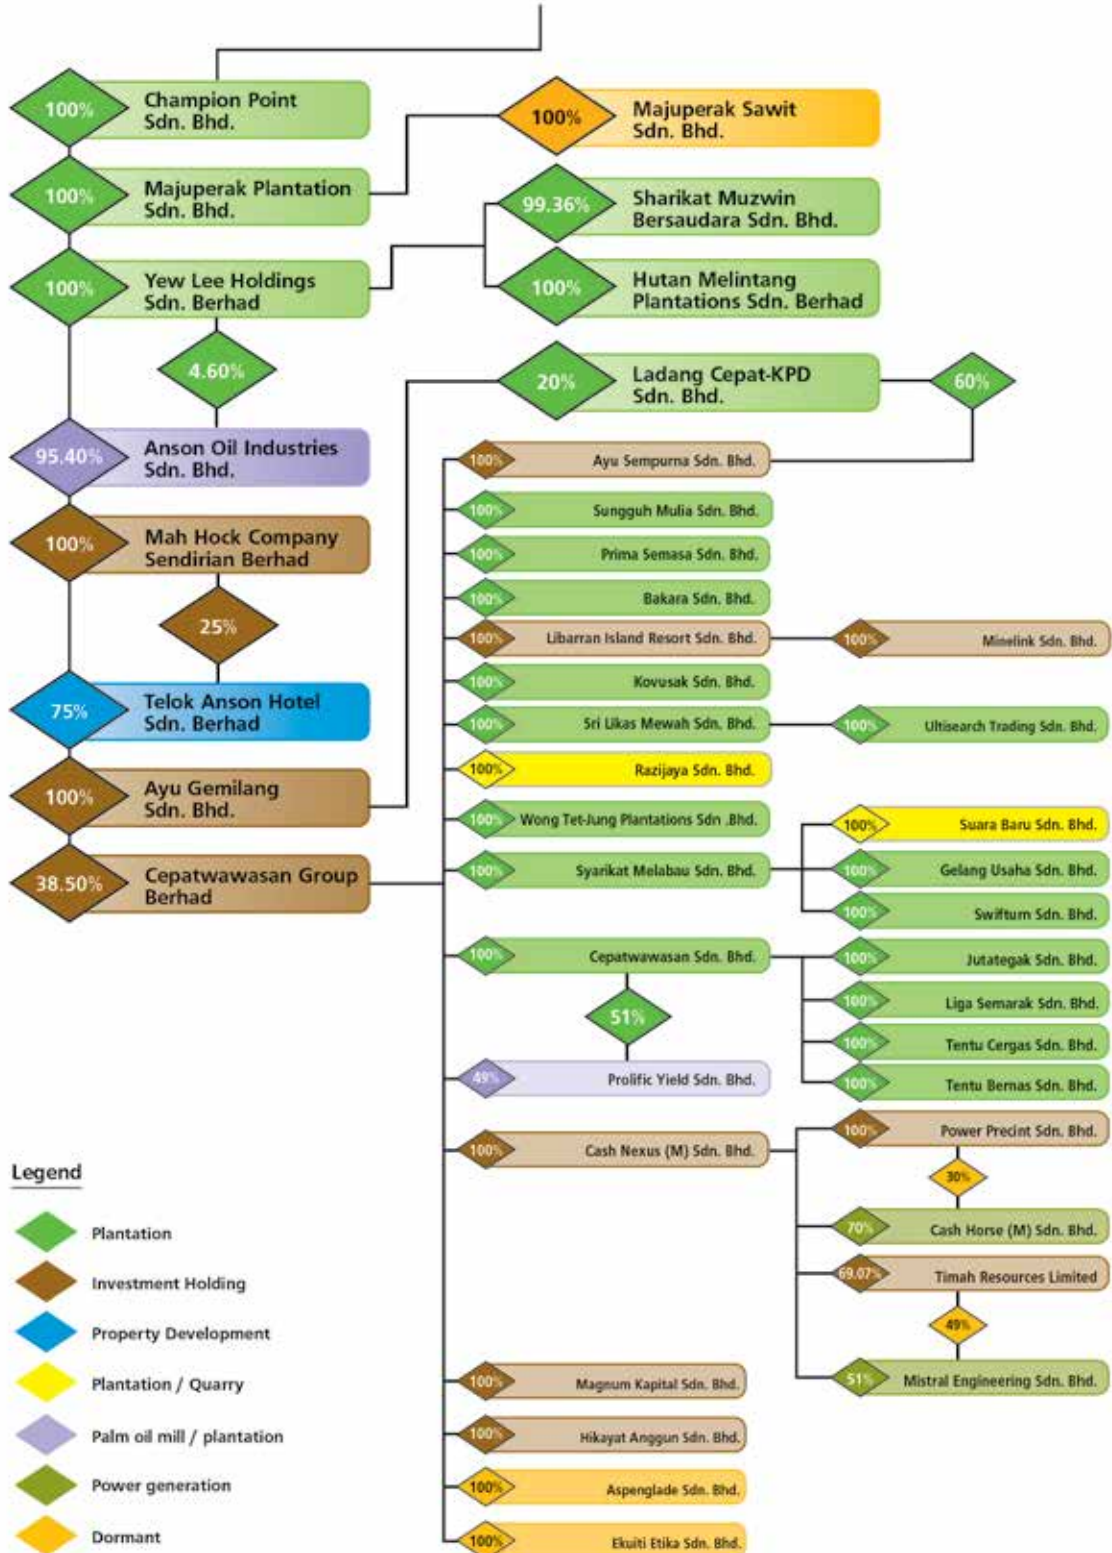 100%
Champion Point
Sdn. Bhd.
100%
Majuperak Sawit
Sdn. Bhd.
100%
Majuperak Plantation
Sdn. Bhd.
99.36%
Sharikat Muzwin
Bersaudara Sdn. Bhd.
100%
Yew Lee Holdings
Sdn. Berhad
100%
Hutan Melintang
Plantations Sdn. Berhad
4.60%
20%
Ladang Cepat-KPD
Sdn. Bhd.
60%
95.40%
Anson Oil Industries
Sdn. Bhd.
100%
Mah Hock Company
Sendirian Berhad
25%
75%
Telok Anson Hotel
Sdn. Berhad
100%
Ayu Gemilang
Sdn. Bhd.
38.50%
Cepatwawasan Group
Berhad
100%
Ayu Sempurna Sdn. Bhd.
100%
Sungguh Mulia Sdn. Bhd.
100%
Prima Semasa Sdn. Bhd.
100%
Bakara Sdn. Bhd.
100%
Libarran Island Resort Sdn. Bhd.
100%
Minelink Sdn. Bhd.
100%
Kovusak Sdn. Bhd.
100%
Sri Likas Mewah Sdn. Bhd.
100%
Ultisearch Trading Sdn. Bhd.
100%
Razijaya Sdn. Bhd.
100%
Wong Tet-Jung Plantations Sdn .Bhd.
100%
Syarikat Melabau Sdn. Bhd.
100%
Suara Baru Sdn. Bhd.
100%
Gelang Usaha Sdn. Bhd.
100%
Swifturn Sdn. Bhd.
100%
Cepatwawasan Sdn. Bhd.
100%
Jutategak Sdn. Bhd.
100%
Liga Semarak Sdn. Bhd.
100%
Tentu Cergas Sdn. Bhd.
100%
Tentu Bernas Sdn. Bhd.
51%
49%
Prolific Yield Sdn. Bhd.
100%
Cash Nexus (M) Sdn. Bhd.
100%
Power Precint Sdn. Bhd.
30%
70%
Cash Horse (M) Sdn. Bhd.
69.07%
Timah Resources Limited
49%
51%
Mistral Engineering Sdn. Bhd.
100%
Magnum Kapital Sdn. Bhd.
100%
Hikayat Anggun Sdn. Bhd.
100%
Aspenglade Sdn. Bhd.
100%
Ekuiti Etika Sdn. Bhd.
Legend
Plantation
Investment Holding
Property Development
Plantation / Quarry
Palm oil mill / plantation
Power generation
Dormant